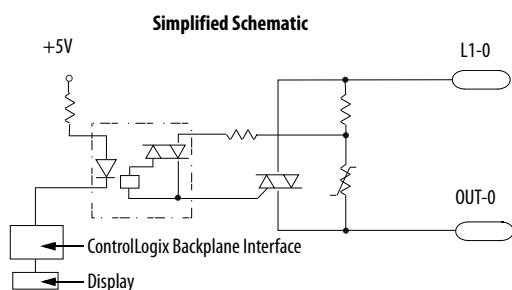 Simplified Schematic
+5V
L1-0
OUT-0
ControlLogix Backplane Interface
Display